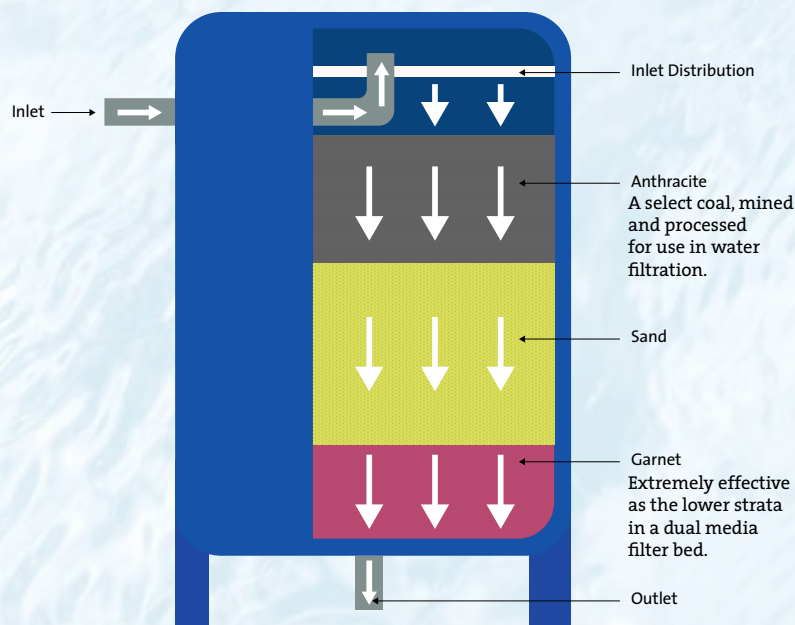 Inlet Distribution
Inlet
Anthracite
A select coal, mined
and processed
for use in water
filtration.
Sand
Garnet
Extremely effective
as the lower strata
in a dual media
filter bed.
Outlet